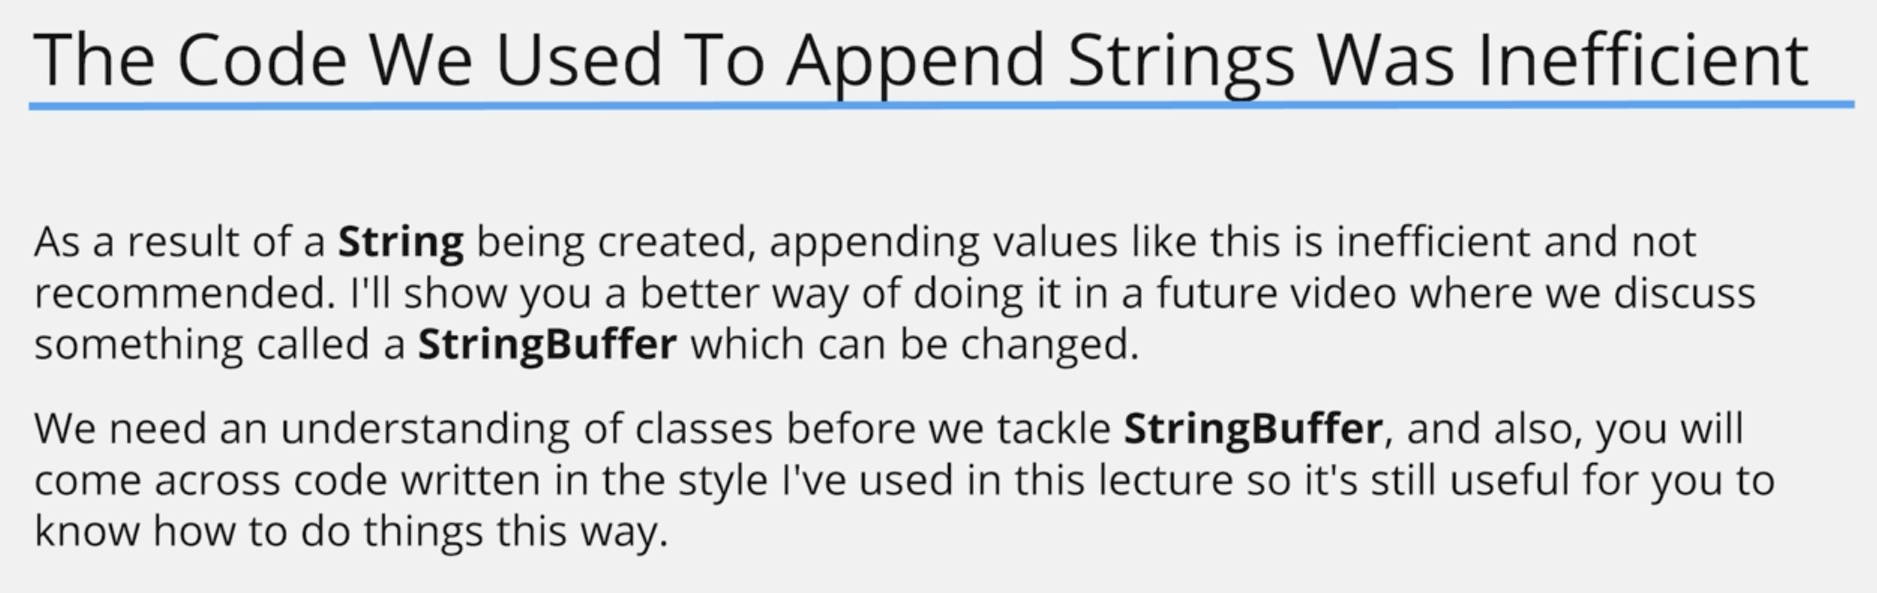 The Code We Used To Append Strings Was Inefficient
As a result of a String being created, appending values like this is inefficient and not
recommended. I'll show you a better way of doing it in a future video where we discuss
something called a StringBuffer which can be changed.
We need an understanding of classes before we tackle StringBuffer, and also, you will
come across code written in the style I've used in this lecture so it's still useful for you to
know how to do things this way.